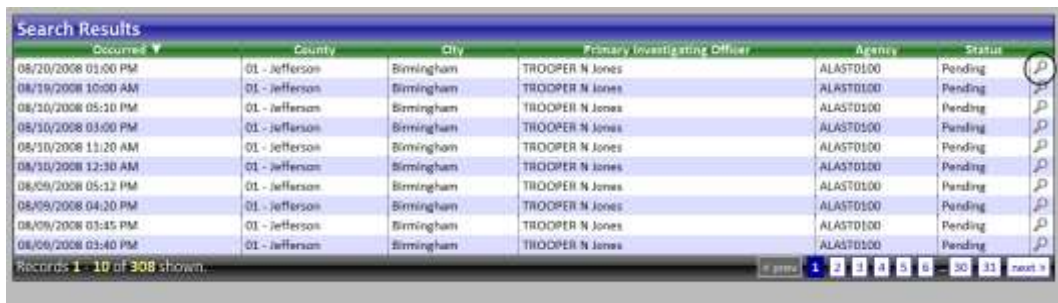 Search Results
Occurred ▼ County City Primary Investigating Officer Agency Status
08/20/2008 01:00 PM 01 - Jefferson Birmingham TROOPER N Jones ALAST0100 Pending
08/19/2008 10:00 AM 01 - Jefferson Birmingham TROOPER N Jones ALAST0100 Pending
08/10/2008 05:10 PM 01 - Jefferson Birmingham TROOPER N Jones ALAST0100 Pending
08/10/2008 03:00 PM 01 - Jefferson Birmingham TROOPER N Jones ALAST0100 Pending
08/10/2008 11:20 AM 01 - Jefferson Birmingham TROOPER N Jones ALAST0100 Pending
08/10/2008 12:30 AM 01 - Jefferson Birmingham TROOPER N Jones ALAST0100 Pending
08/09/2008 05:12 PM 01 - Jefferson Birmingham TROOPER N Jones ALAST0100 Pending
08/09/2008 04:20 PM 01 - Jefferson Birmingham TROOPER N Jones ALAST0100 Pending
08/09/2008 03:45 PM 01 - Jefferson Birmingham TROOPER N Jones ALAST0100 Pending
08/09/2008 03:40 PM 01 - Jefferson Birmingham TROOPER N Jones ALAST0100 Pending
Records 1 - 10 of 308 shown. « prev 1 2 3 4 5 6 ... 30 31 next »